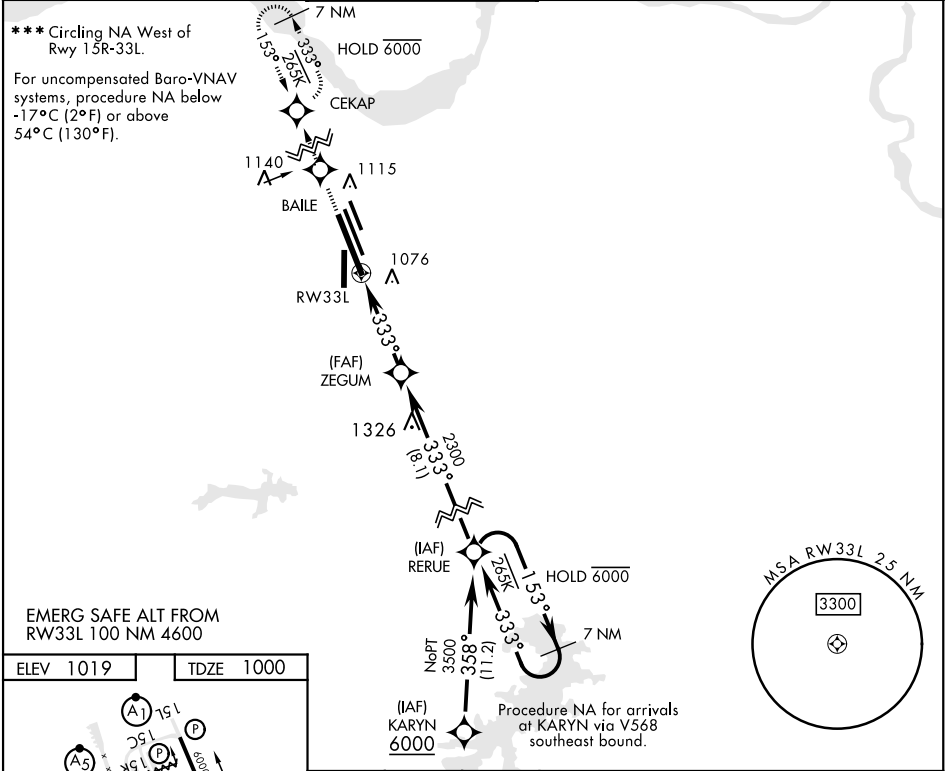 *** Circling NA West of
Rwy 15R-33L.
For uncompensated Baro-VNAV
systems, procedure NA below
-17°C (2°F) or above
54°C (130°F).
7 NM
HOLD 6000
153°
333°
265K
CEKAP
1140
1115
BAILE
1076
RW33L
333°
(FAF)
ZEGUM
1326
2300
333°
(8.1)
(IAF)
RERUE
265K
153°
HOLD 6000
333°
7 NM
NoPT
3500
358°
(11.2)
(IAF)
KARYN
6000
Procedure NA for arrivals
at KARYN via V568
southeast bound.
MSA RW33L 25 NM
3300
EMERG SAFE ALT FROM
RW33L 100 NM 4600
ELEV 1019
TDZE 1000
A1
15L
P
15C
P
A5